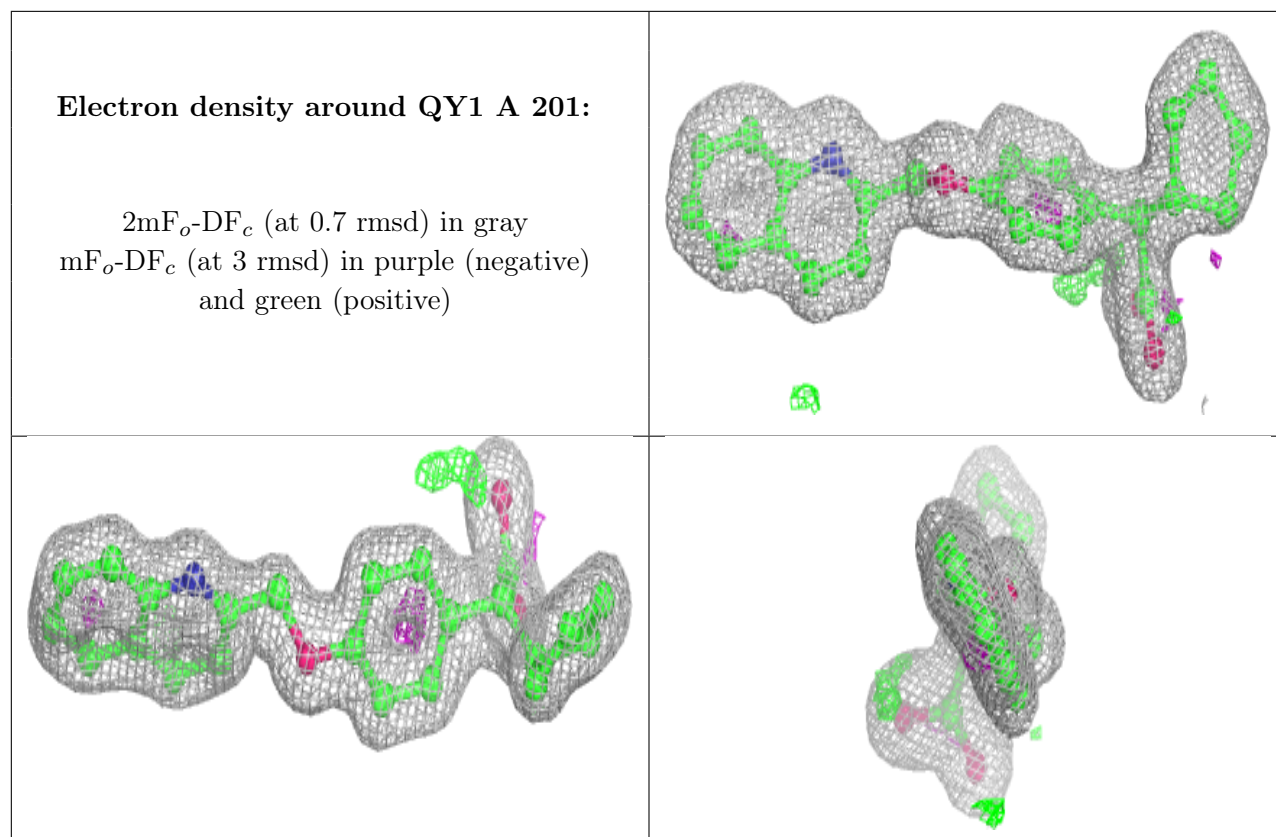 Electron density around QY1 A 201:
2mFₒ-DF𝒸 (at 0.7 rmsd) in gray
mFₒ-DF𝒸 (at 3 rmsd) in purple (negative)
and green (positive)